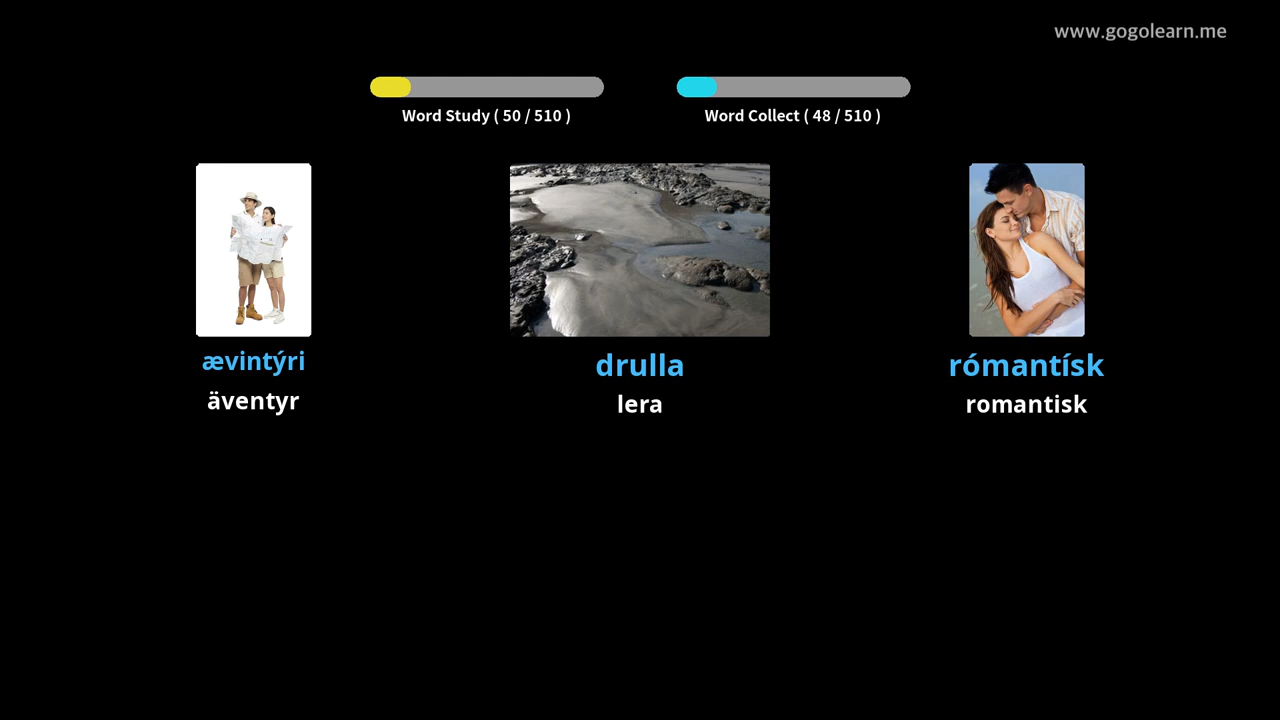 www.gogolearn.me
Word Study ( 50 / 510 )
Word Collect ( 48 / 510 )
ævintýri
äventyr
drulla
lera
rómantísk
romantisk